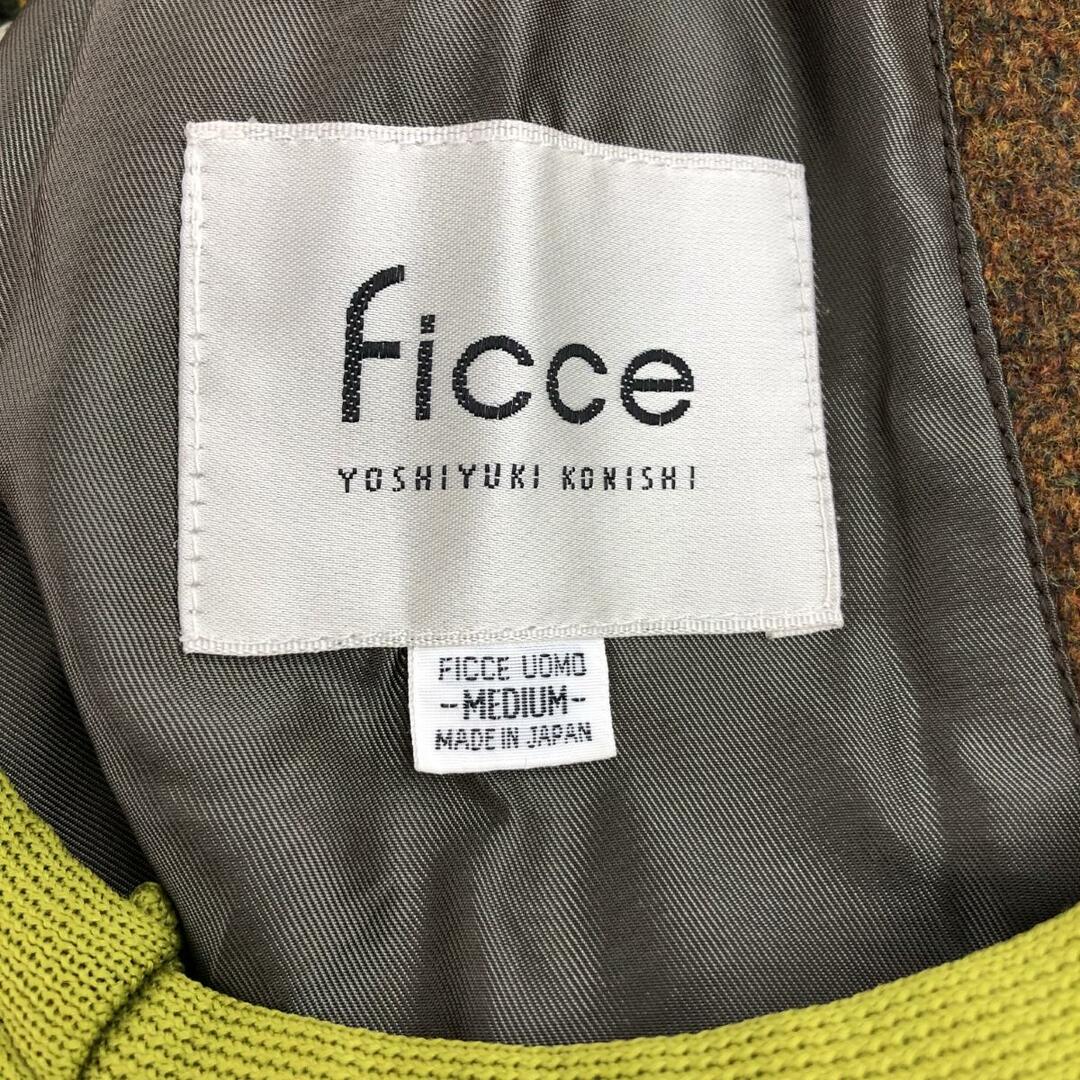 ficce
YOSHIYUKI KONISHI
FICCE UOMO
-MEDIUM-
MADE IN JAPAN